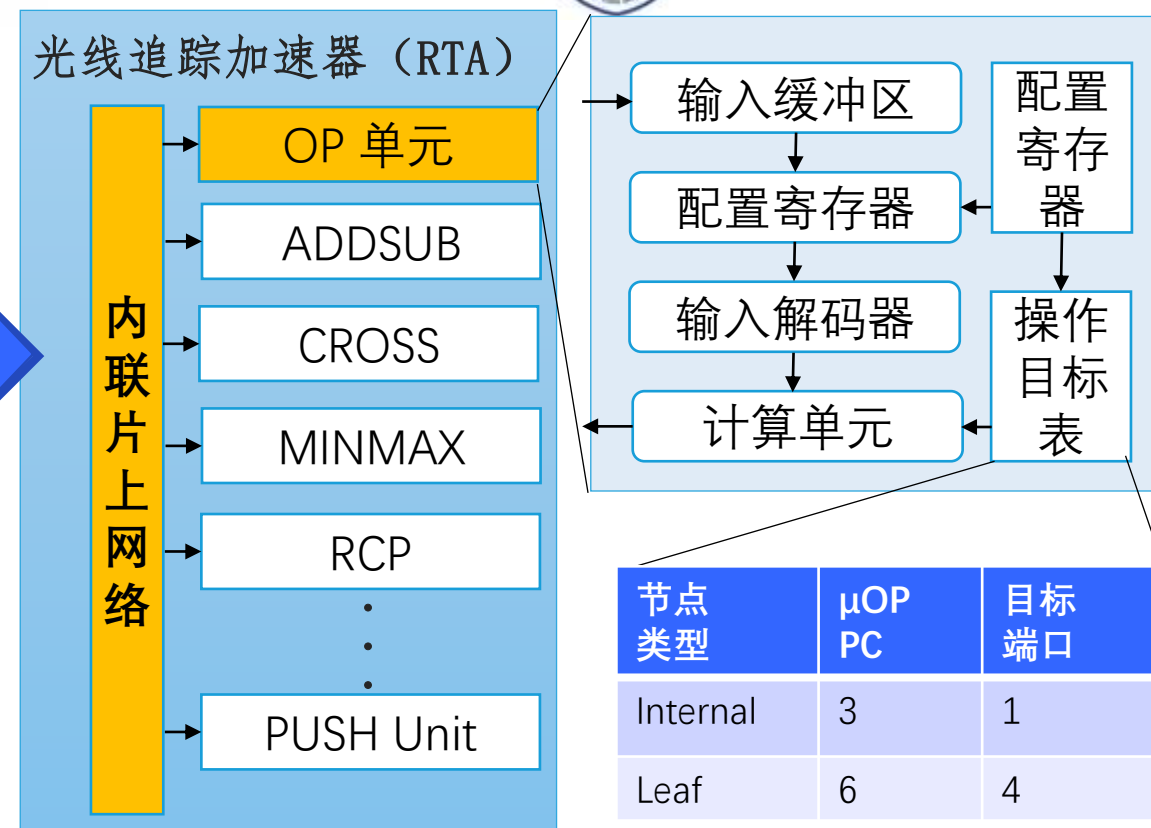 光线追踪加速器（RTA）
内
联
片
上
网
络
OP 单元
ADDSUB
CROSS
MINMAX
RCP
PUSH Unit
输入缓冲区
配置寄存器
输入解码器
计算单元
配置
寄存
器
操作
目标
表
节点
类型
μOP
PC
目标
端口
Internal 3 1
Leaf 6 4